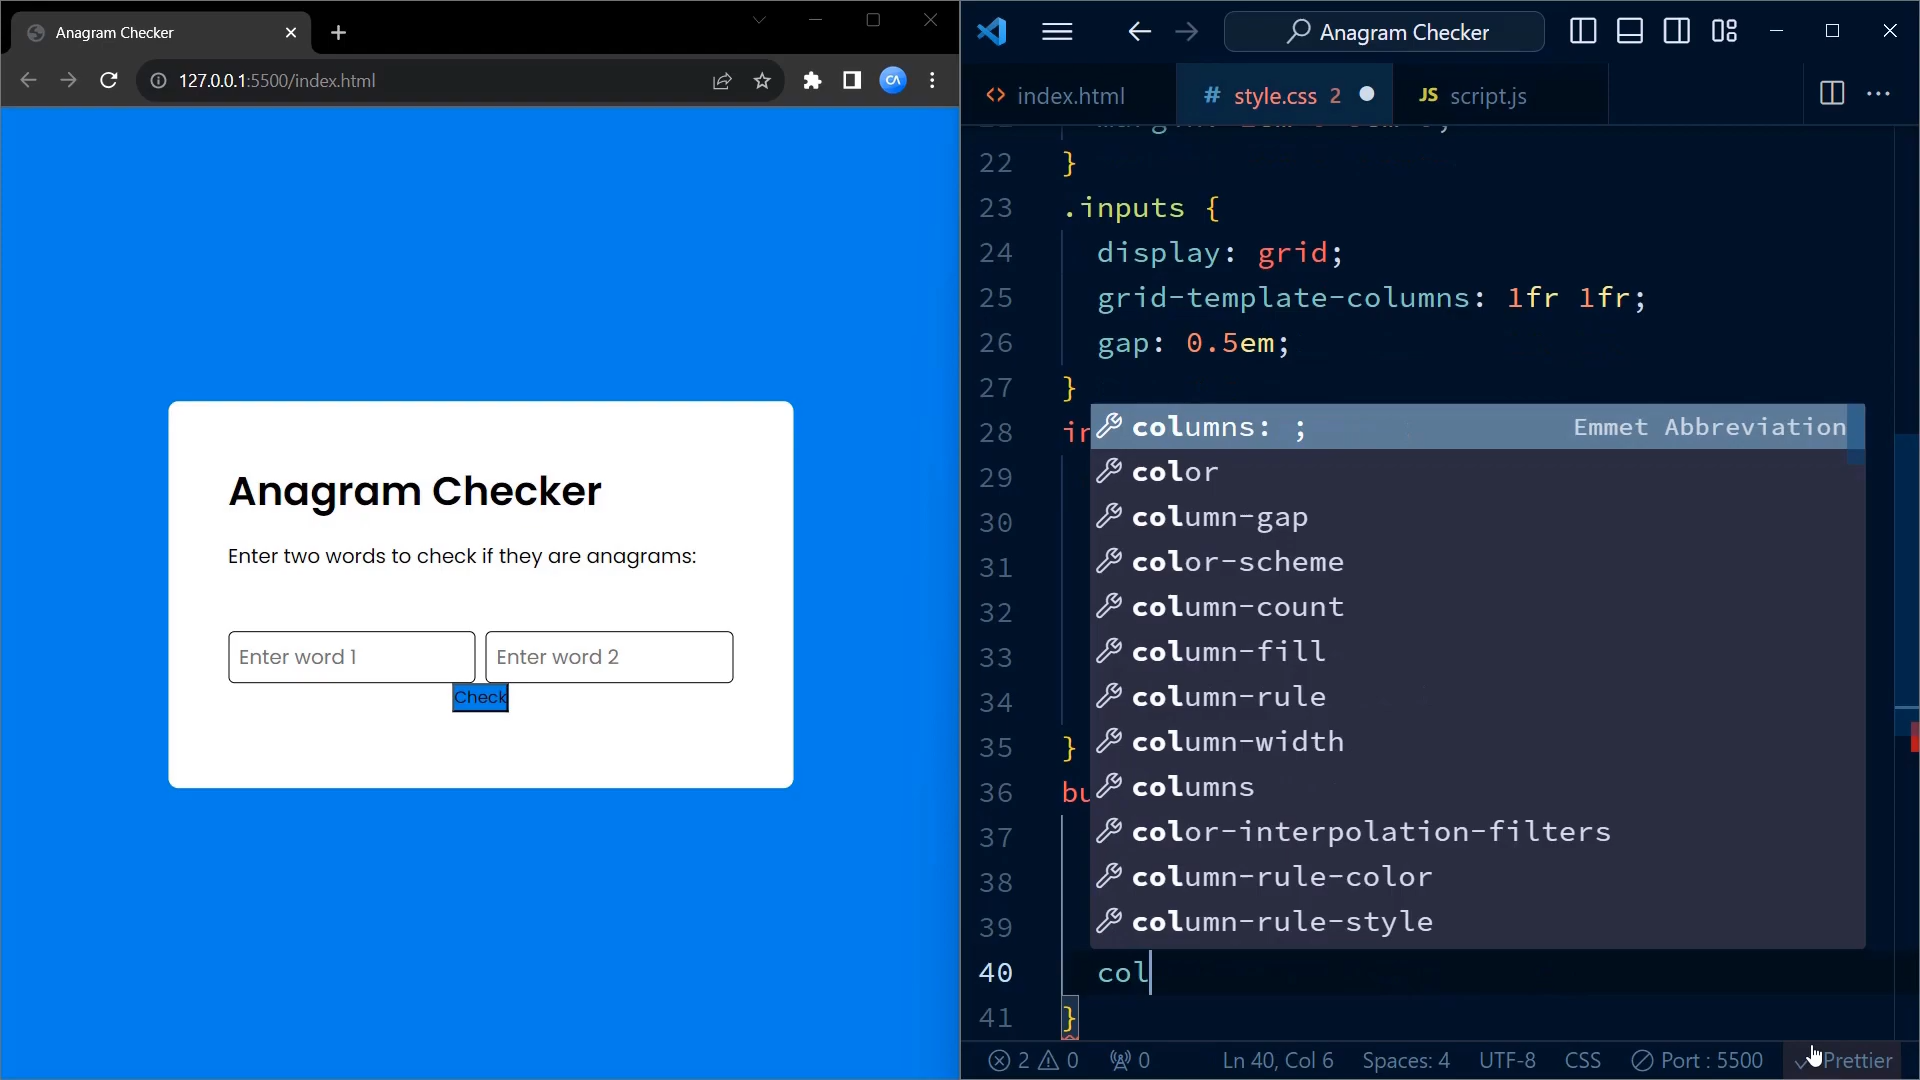 Anagram Checker
127.0.0.1:5500/index.html
Anagram Checker
Enter two words to check if they are anagrams:
Enter word 1
Enter word 2
Check
Anagram Checker
<> index.html
# style.css 2
JS script.js
22 }
23 .inputs {
24 display: grid;
25 grid-template-columns: 1fr 1fr;
26 gap: 0.5em;
27 }
28 in
29
30
31
32
33
34
35 }
36 bu
37
38
39
40 col
41 }
columns: ; Emmet Abbreviation
color
column-gap
color-scheme
column-count
column-fill
column-rule
column-width
columns
color-interpolation-filters
column-rule-color
column-rule-style
2 0 0 Ln 40, Col 6 Spaces: 4 UTF-8 CSS Port : 5500 Prettier